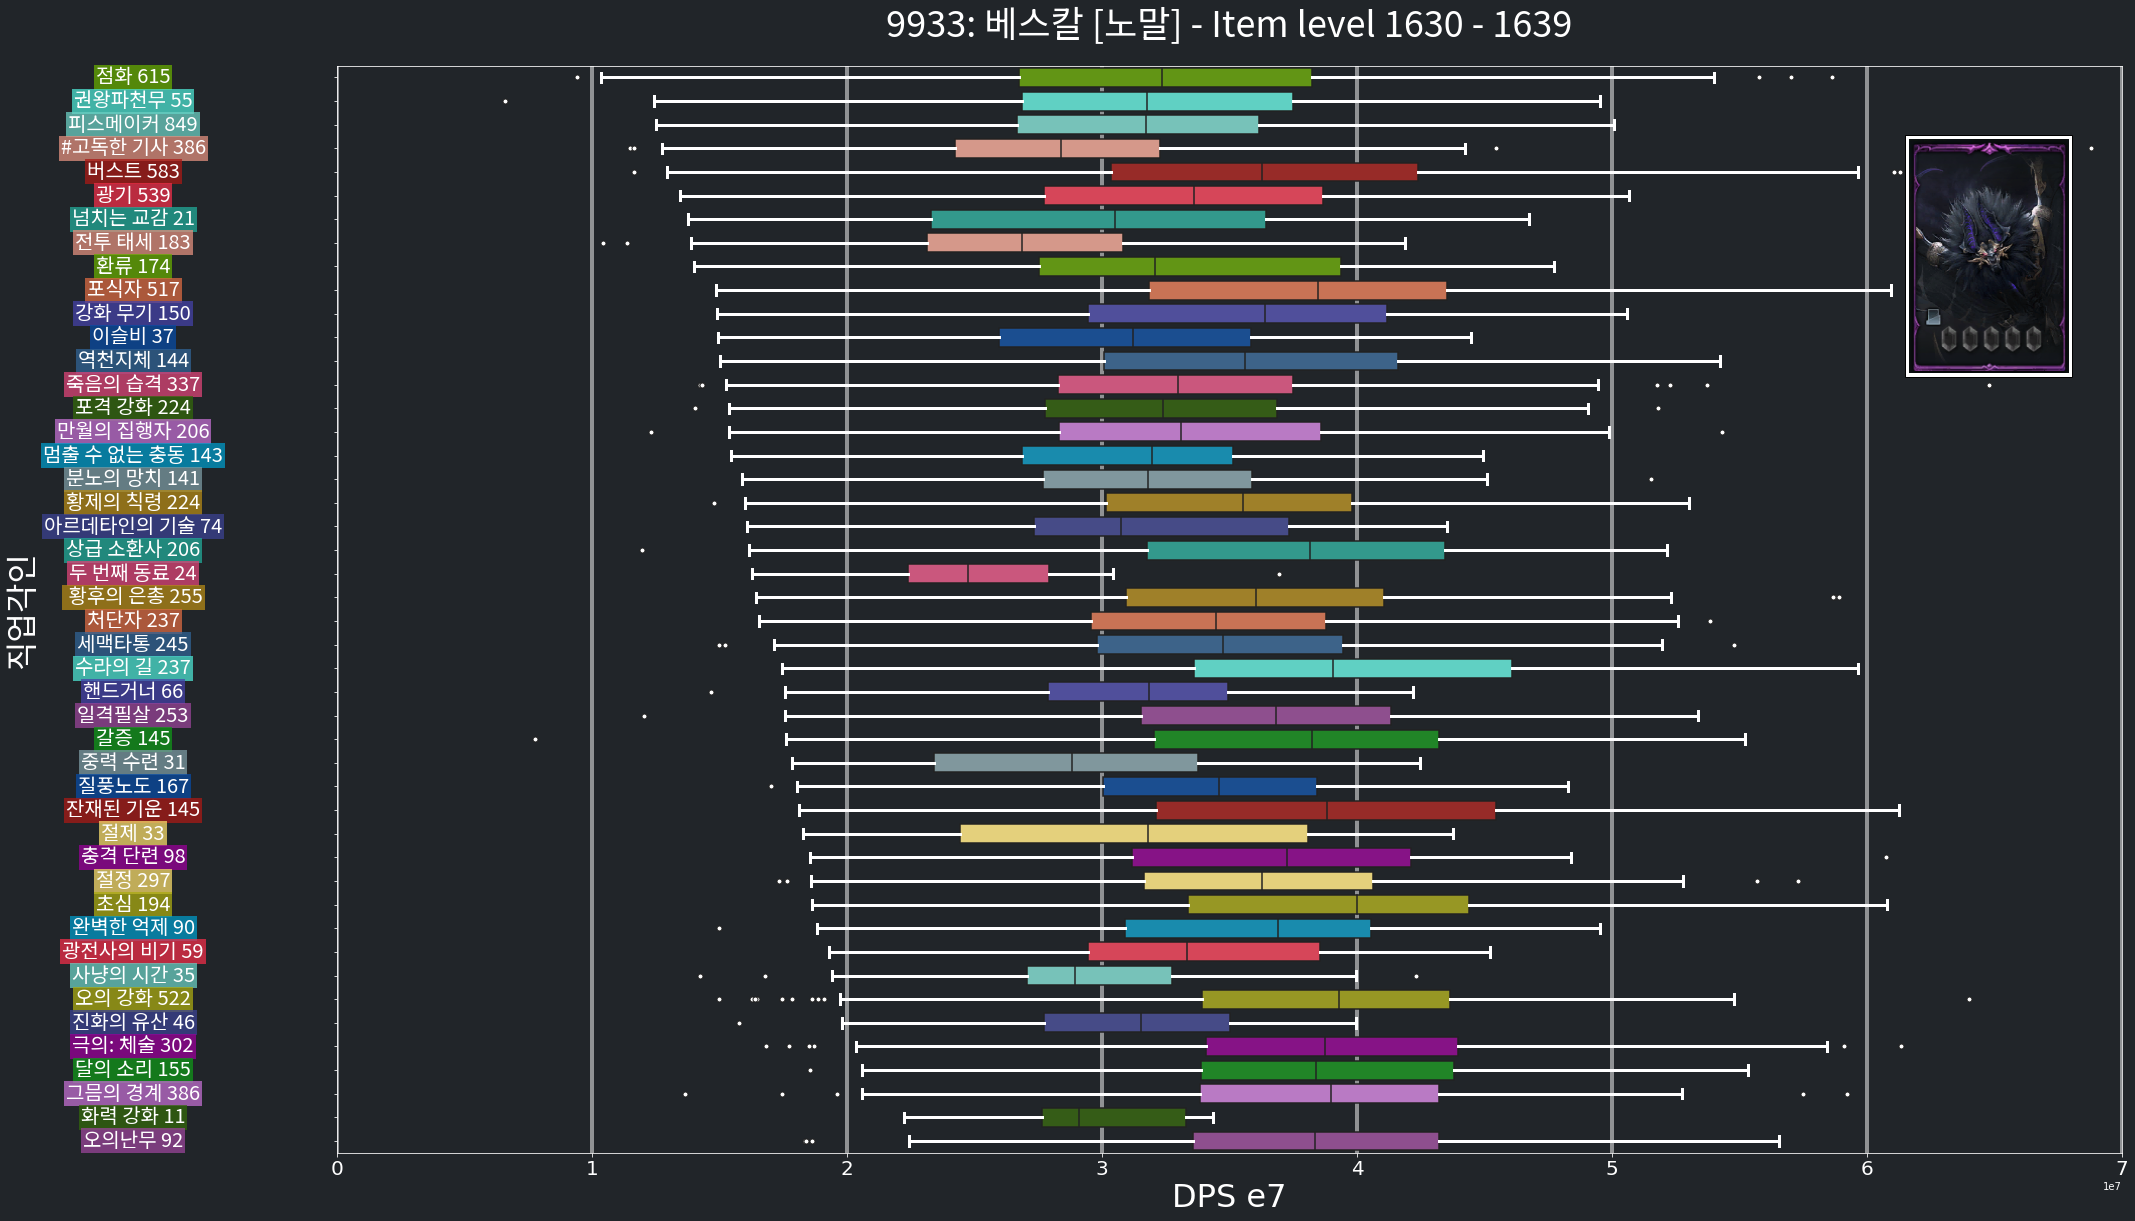 9933: 베스칼 [노말] - Item level 1630 - 1639
점화 615
권왕파천무 55
피스메이커 849
#고독한 기사 386
버스트 583
광기 539
넘치는 교감 21
전투 태세 183
환류 174
포식자 517
강화 무기 150
이슬비 37
역천지체 144
죽음의 습격 337
포격 강화 224
만월의 집행자 206
멈출 수 없는 충동 143
분노의 망치 141
황제의 칙령 224
아르데타인의 기술 74
상급 소환사 206
두 번째 동료 24
황후의 은총 255
처단자 237
세맥타통 245
수라의 길 237
핸드거너 66
일격필살 253
갈증 145
중력 수련 31
질풍노도 167
잔재된 기운 145
절제 33
충격 단련 98
절정 297
초심 194
완벽한 억제 90
광전사의 비기 59
사냥의 시간 35
오의 강화 522
진화의 유산 46
극의: 체술 302
달의 소리 155
그믐의 경계 386
화력 강화 11
오의난무 92
직업각인
0 1 2 3 4 5 6 7
DPS e7
1e7